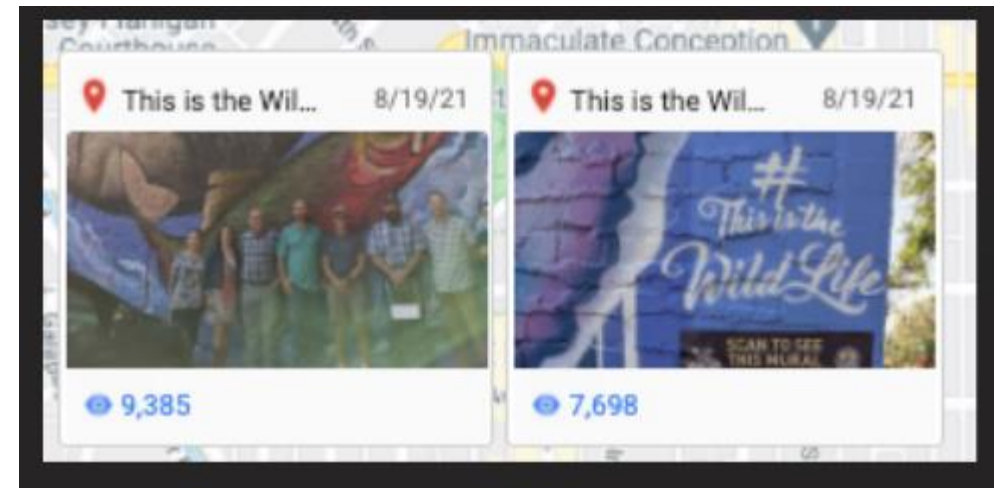 Courthouse
Immaculate Conception
This is the Wil... 8/19/21
This is the Wil... 8/19/21
#
This is the
Wild Life
SCAN TO SEE
THIS MURAL
9,385
7,698